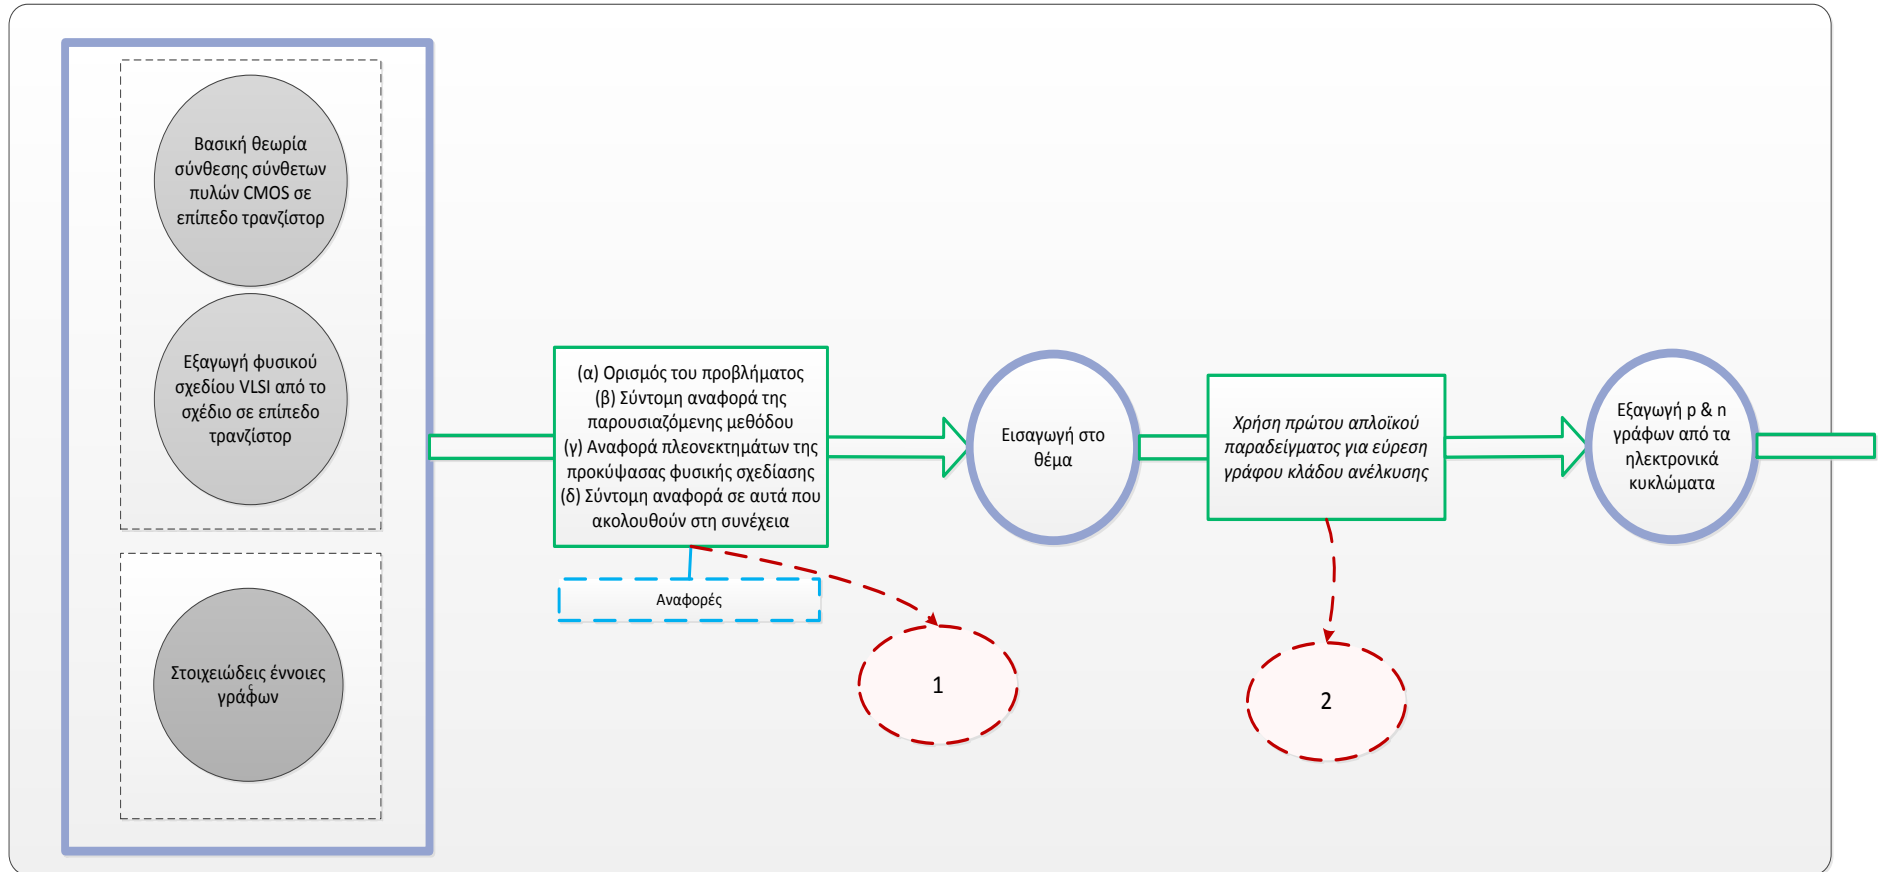 Βασική θεωρία
σύνθεσης σύνθετων
πυλών CMOS σε
επίπεδο τρανζίστορ
Εξαγωγή φυσικού
σχεδίου VLSI από το
σχέδιο σε επίπεδο
τρανζίστορ
Στοιχειώδεις έννοιες
γράφων
ς
(α) Ορισμός του προβλήματος
(β) Σύντομη αναφορά της
παρουσιαζόμενης μεθόδου
(γ) Αναφορά πλεονεκτημάτων της
προκύψασας φυσικής σχεδίασης
(δ) Σύντομη αναφορά σε αυτά που
ακολουθούν στη συνέχεια
Αναφορές
1
Εισαγωγή στο
θέμα
Χρήση πρώτου απλοϊκού
παραδείγματος για εύρεση
γράφου κλάδου ανέλκυσης
2
Εξαγωγή p & n
γράφων από τα
ηλεκτρονικά
κυκλώματα